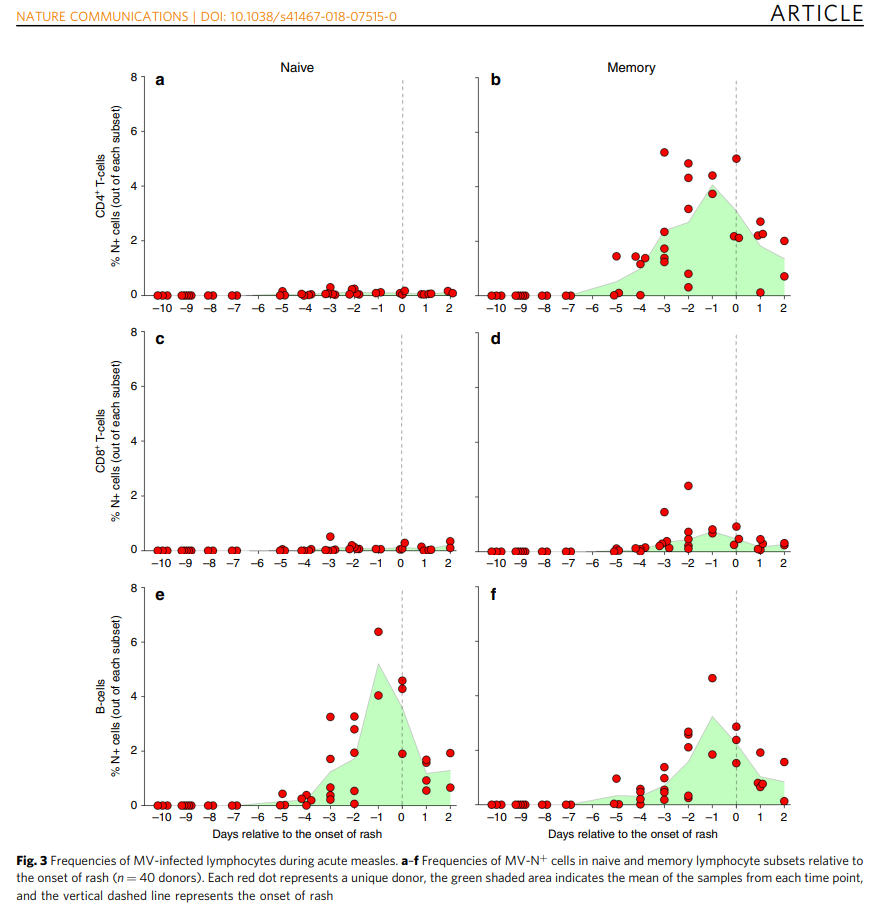 NATURE COMMUNICATIONS | DOI: 10.1038/s41467-018-07515-0
ARTICLE
Naive
Memory
a
b
CD4⁺ T-cells
% N+ cells (out of each subset)
8
6
4
2
0
−10 −9 −8 −7 −6 −5 −4 −3 −2 −1 0 1 2
−10 −9 −8 −7 −6 −5 −4 −3 −2 −1 0 1 2
c
d
CD8⁺ T-cells
% N+ cells (out of each subset)
8
6
4
2
0
−10 −9 −8 −7 −6 −5 −4 −3 −2 −1 0 1 2
−10 −9 −8 −7 −6 −5 −4 −3 −2 −1 0 1 2
e
f
B-cells
% N+ cells (out of each subset)
8
6
4
2
0
−10 −9 −8 −7 −6 −5 −4 −3 −2 −1 0 1 2
−10 −9 −8 −7 −6 −5 −4 −3 −2 −1 0 1 2
Days relative to the onset of rash
Days relative to the onset of rash
Fig. 3 Frequencies of MV-infected lymphocytes during acute measles. a–f Frequencies of MV-N⁺ cells in naive and memory lymphocyte subsets relative to
the onset of rash (n = 40 donors). Each red dot represents a unique donor, the green shaded area indicates the mean of the samples from each time point,
and the vertical dashed line represents the onset of rash